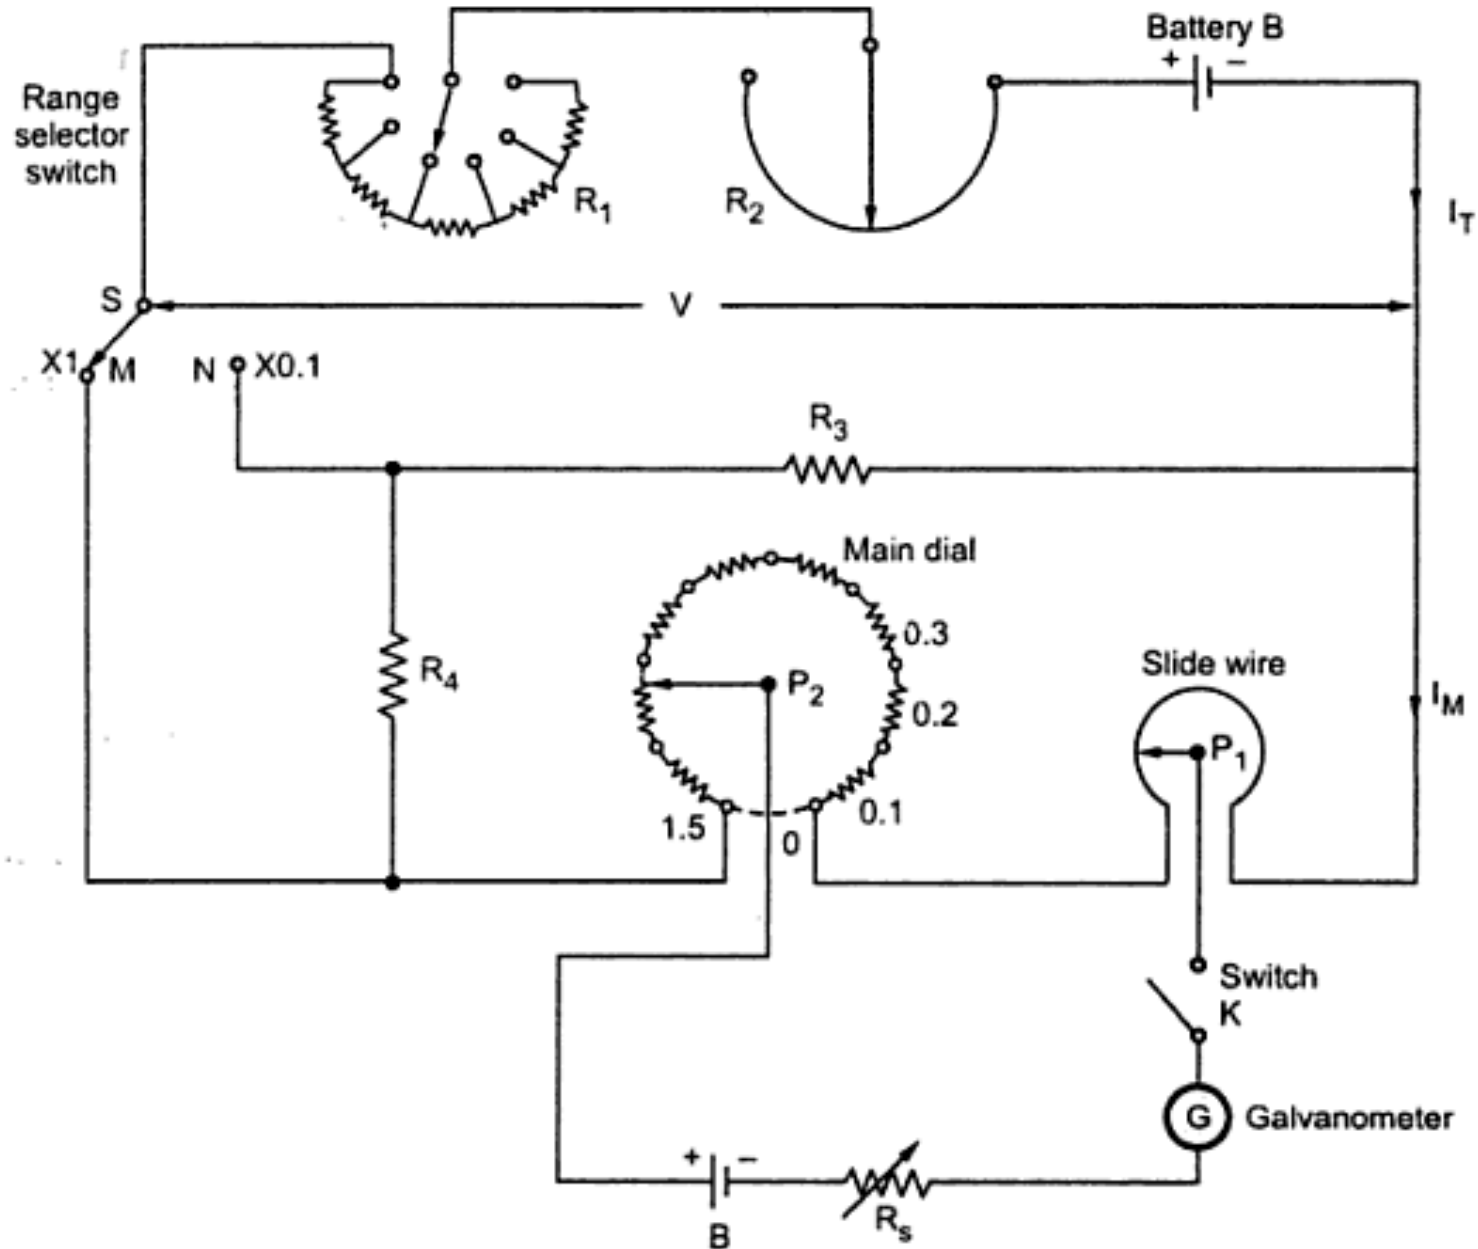 Battery B
+ −
Range
selector
switch
R1
R2
IT
S
V
X1 M
N X0.1
R3
Main dial
0.3
R4
P2
0.2
Slide wire
IM
P1
0.1
1.5
0
Switch
K
G Galvanometer
+ −
B
Rs